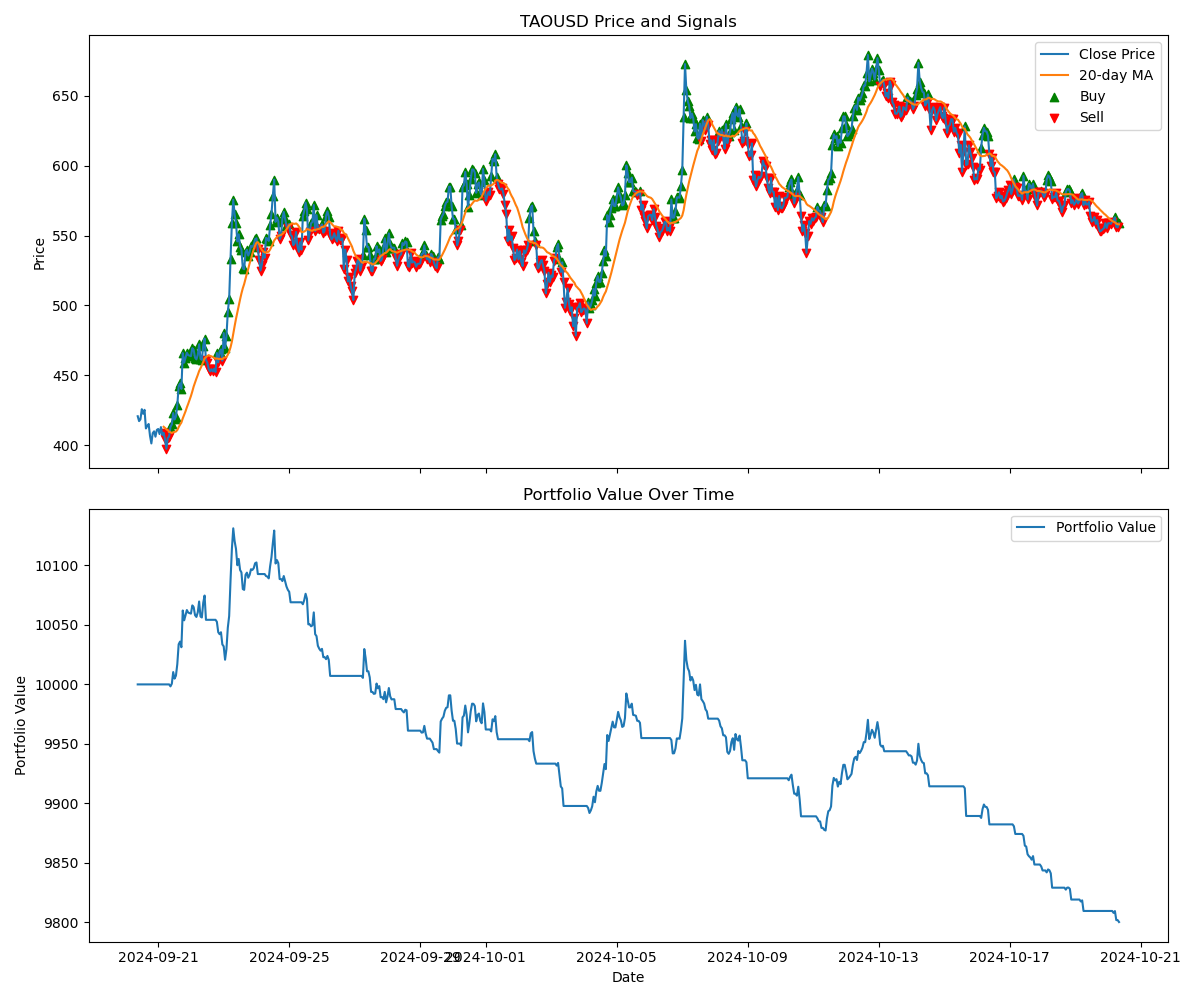 TAOUSD Price and Signals
Close Price
20-day MA
Buy
Sell
Price
650
600
550
500
450
400
Portfolio Value Over Time
Portfolio Value
Portfolio Value
10100
10050
10000
9950
9900
9850
9800
2024-09-21
2024-09-25
2024-09-29
2024-10-01
2024-10-05
2024-10-09
2024-10-13
2024-10-17
2024-10-21
Date